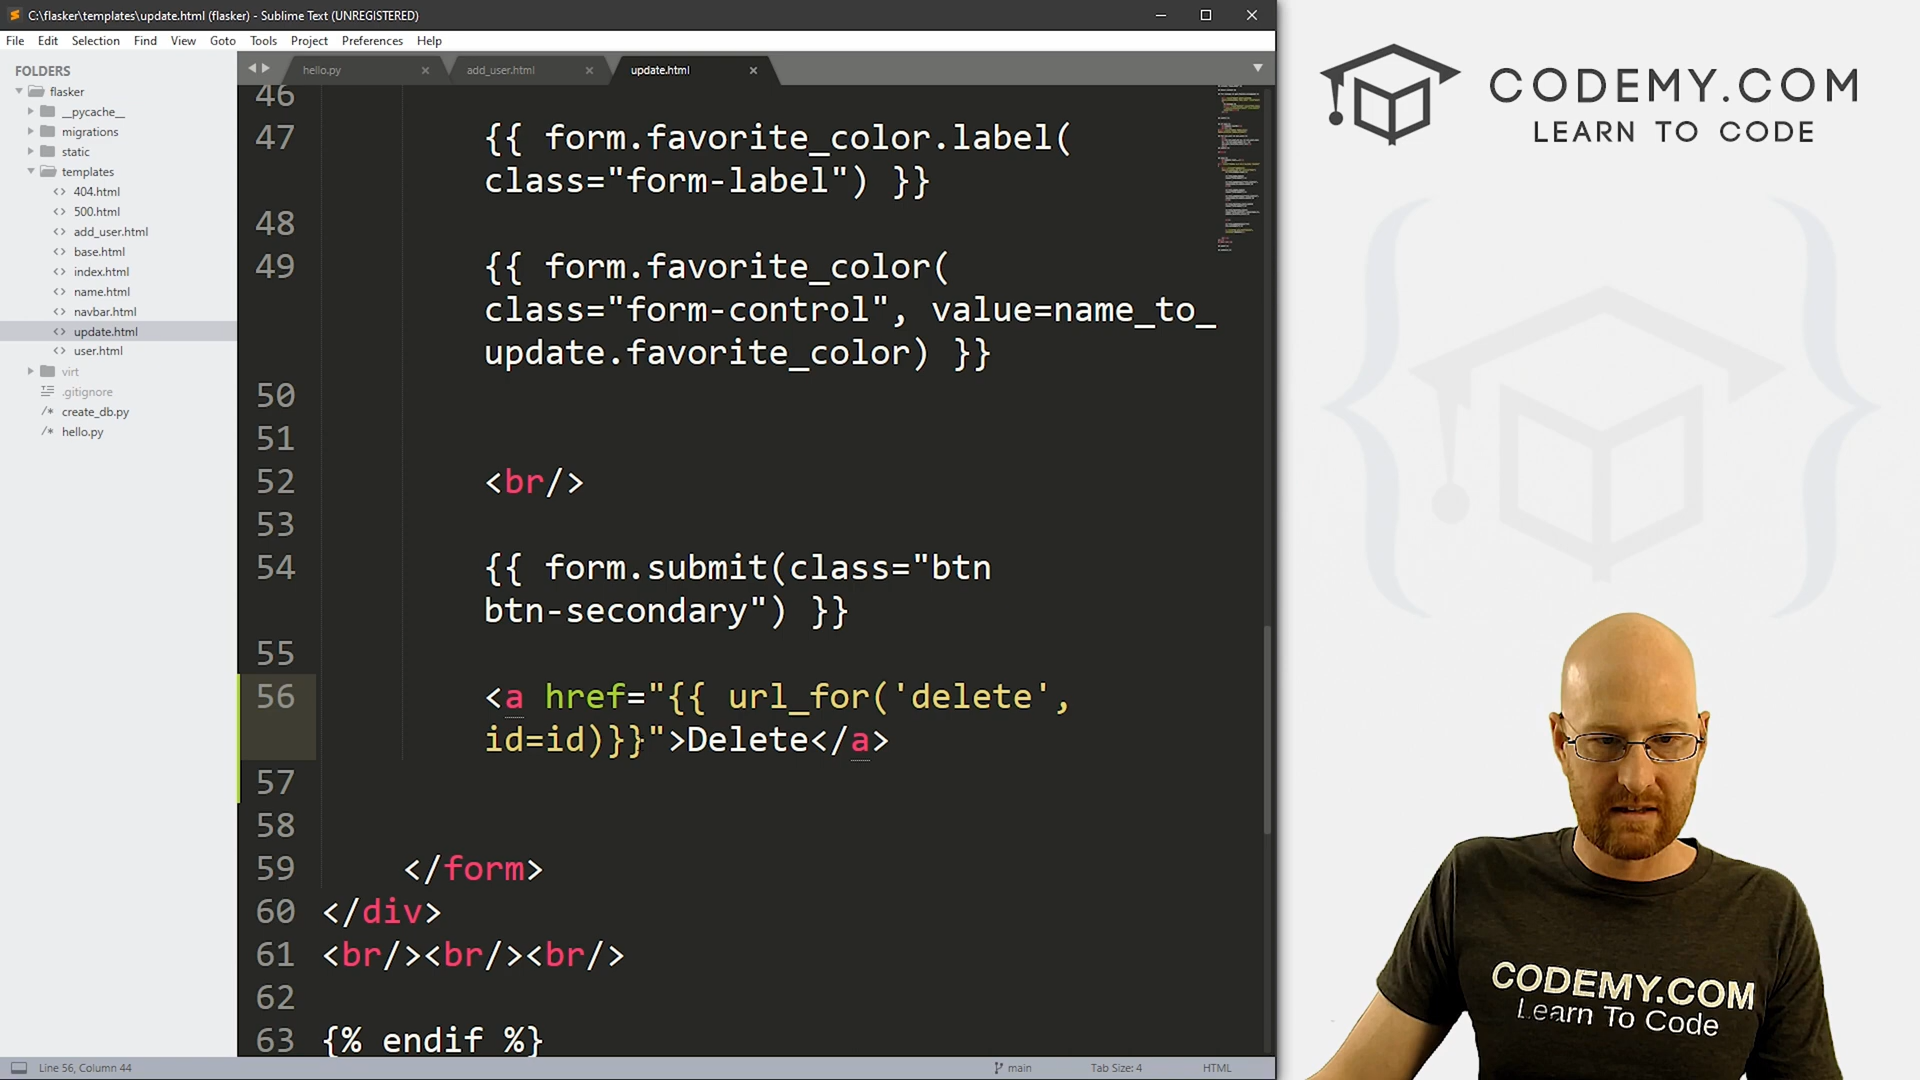 C:\flasker\templates\update.html (flasker) - Sublime Text (UNREGISTERED)
File Edit Selection Find View Goto Tools Project Preferences Help
FOLDERS
flasker
__pycache__
migrations
static
templates
404.html
500.html
add_user.html
base.html
index.html
name.html
navbar.html
update.html
user.html
virt
.gitignore
create_db.py
hello.py
hello.py add_user.html update.html
46
47 {{ form.favorite_color.label(
class="form-label") }}
48
49 {{ form.favorite_color(
class="form-control", value=name_to_
update.favorite_color) }}
50
51
52 <br/>
53
54 {{ form.submit(class="btn
btn-secondary") }}
55
56 <a href="{{ url_for('delete',
id=id)}}">Delete</a>
57
58
59 </form>
60 </div>
61 <br/><br/><br/>
62
63 {% endif %}
Line 56, Column 44 main Tab Size: 4 HTML
CODEMY.COM
LEARN TO CODE
CODEMY.COM
Learn To Code